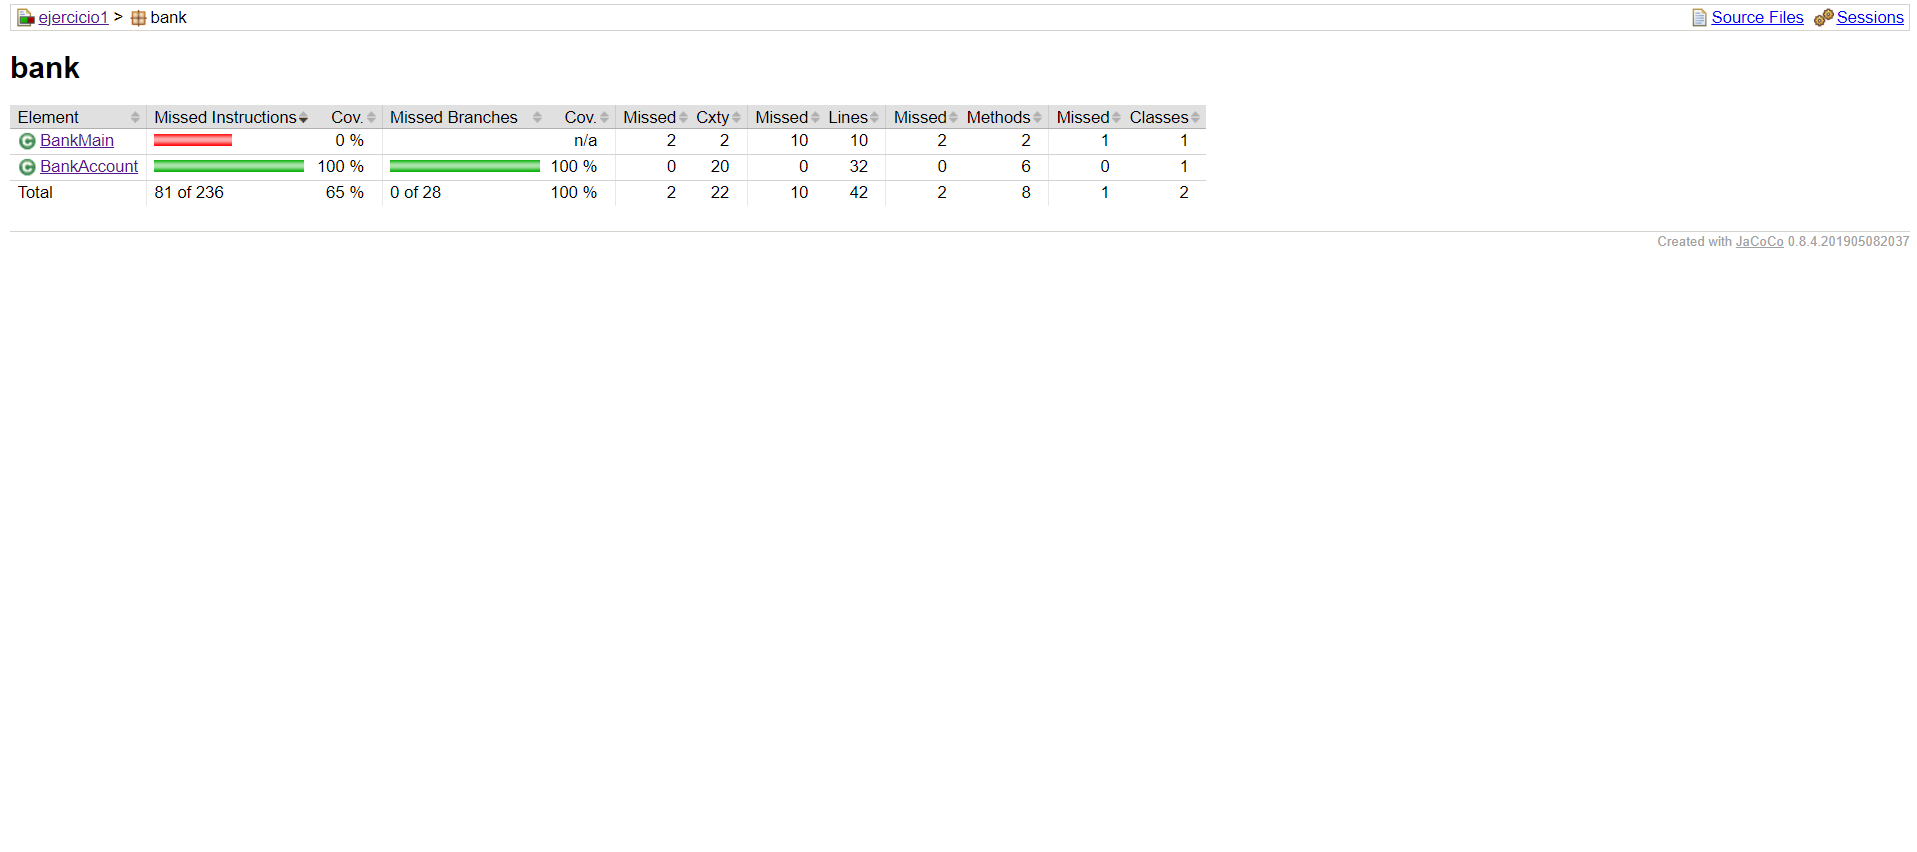 ejercicio1 > bank Source Files Sessions
bank
Element Missed Instructions Cov. Missed Branches Cov. Missed Cxty Missed Lines Missed Methods Missed Classes
BankMain 0 % n/a 2 2 10 10 2 2 1 1
BankAccount 100 % 100 % 0 20 0 32 0 6 0 1
Total 81 of 236 65 % 0 of 28 100 % 2 22 10 42 2 8 1 2
Created with JaCoCo 0.8.4.201905082037